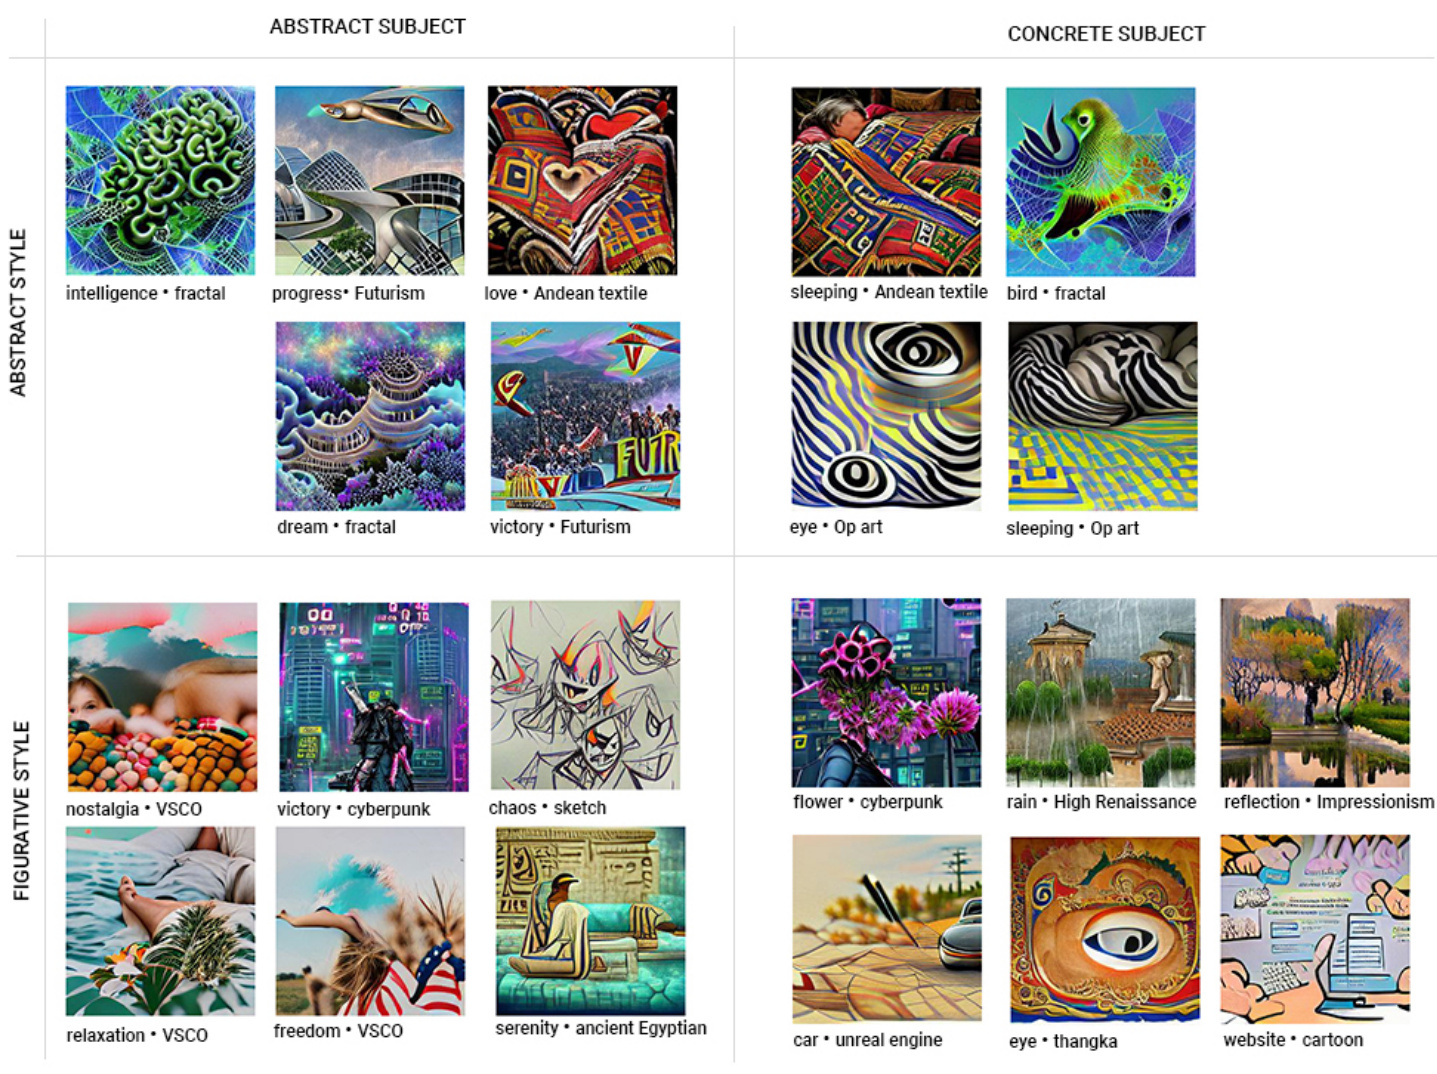 ABSTRACT SUBJECT
CONCRETE SUBJECT
ABSTRACT STYLE
intelligence • fractal
progress• Futurism
love • Andean textile
sleeping • Andean textile
bird • fractal
FUTR
dream • fractal
victory • Futurism
eye • Op art
sleeping • Op art
FIGURATIVE STYLE
nostalgia • VSCO
victory • cyberpunk
chaos • sketch
flower • cyberpunk
rain • High Renaissance
reflection • Impressionism
relaxation • VSCO
freedom • VSCO
serenity • ancient Egyptian
car • unreal engine
eye • thangka
website • cartoon